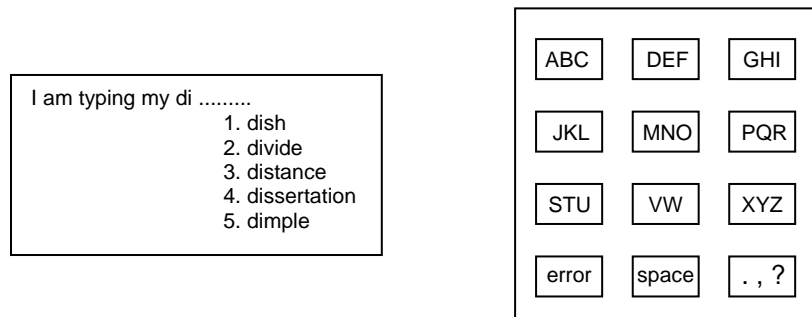 I am typing my di .........
1. dish
2. divide
3. distance
4. dissertation
5. dimple
ABC DEF GHI
JKL MNO PQR
STU VW XYZ
error space . , ?